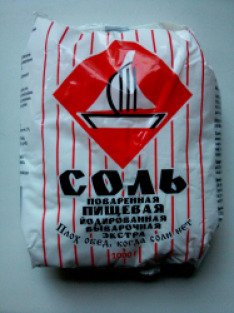 СОЛЬ
ПОВАРЕННАЯ
ПИЩЕВАЯ
ЙОДИРОВАННАЯ
ВЫВАРОЧНАЯ
ЭКСТРА
Плох обед, когда соли нет
1000 г